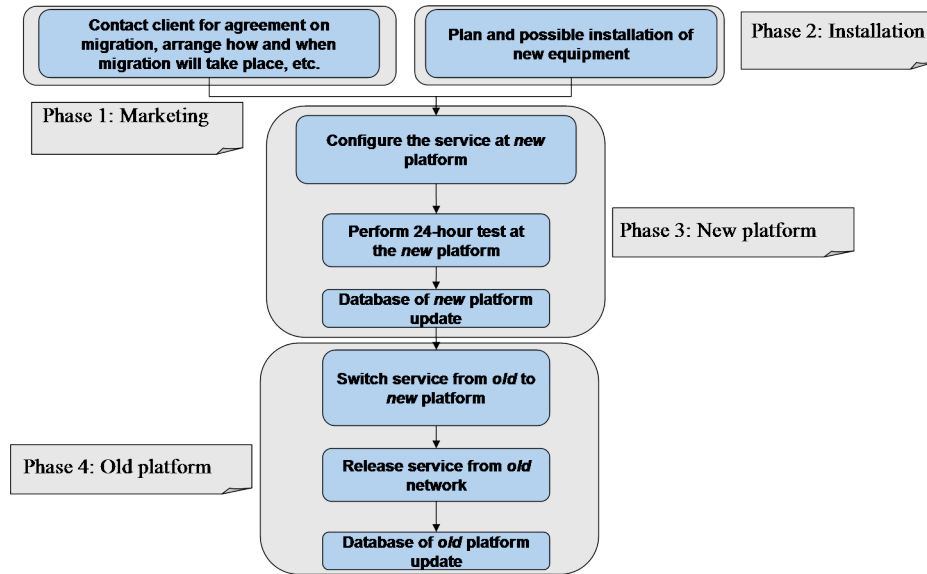 Contact client for agreement on
migration, arrange how and when
migration will take place, etc.
Plan and possible installation of
new equipment
Phase 2: Installation
Phase 1: Marketing
Configure the service at new
platform
Perform 24-hour test at
the new platform
Phase 3: New platform
Database of new platform
update
Switch service from old to
new platform
Phase 4: Old platform
Release service from old
network
Database of old platform
update